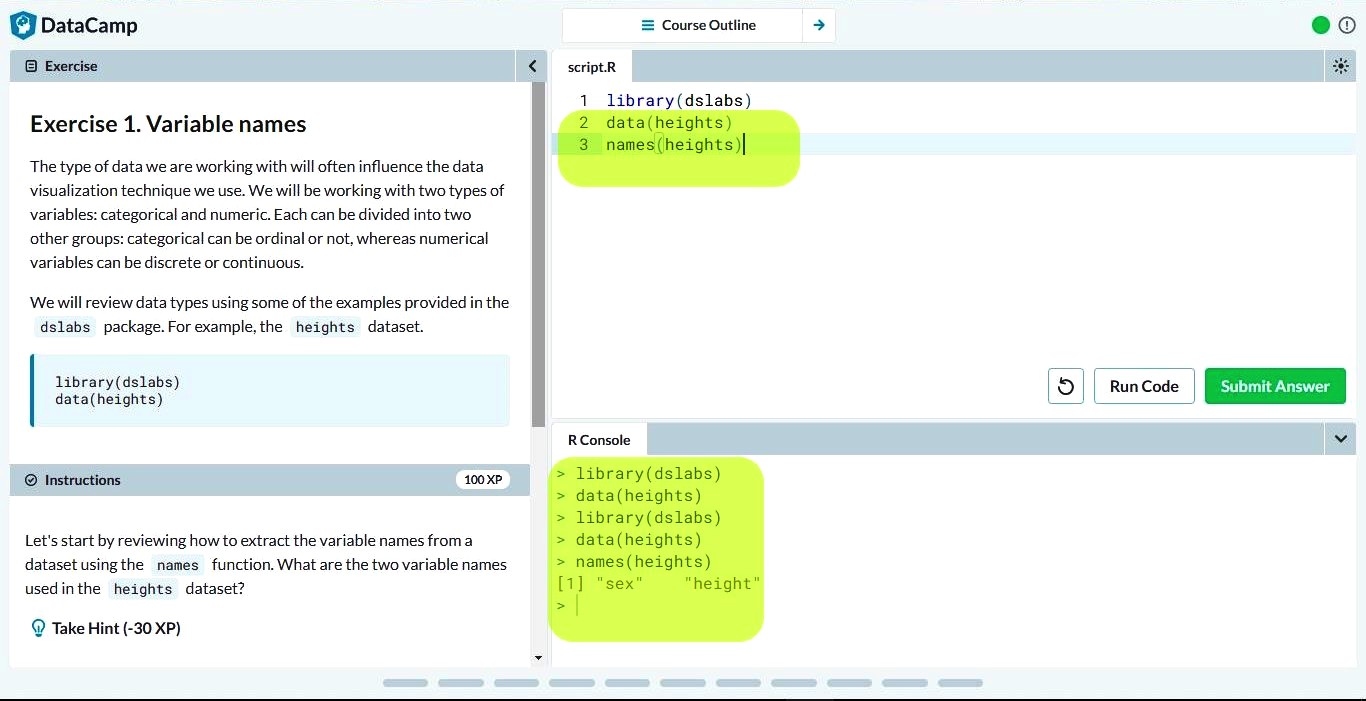 DataCamp
Course Outline
Exercise
Exercise 1. Variable names
The type of data we are working with will often influence the data
visualization technique we use. We will be working with two types of
variables: categorical and numeric. Each can be divided into two
other groups: categorical can be ordinal or not, whereas numerical
variables can be discrete or continuous.
We will review data types using some of the examples provided in the
dslabs package. For example, the heights dataset.
library(dslabs)
data(heights)
Instructions
100 XP
Let's start by reviewing how to extract the variable names from a
dataset using the names function. What are the two variable names
used in the heights dataset?
Take Hint (-30 XP)
script.R
1 library(dslabs)
2 data(heights)
3 names(heights)
Run Code
Submit Answer
R Console
> library(dslabs)
> data(heights)
> library(dslabs)
> data(heights)
> names(heights)
[1] "sex"    "height"
>